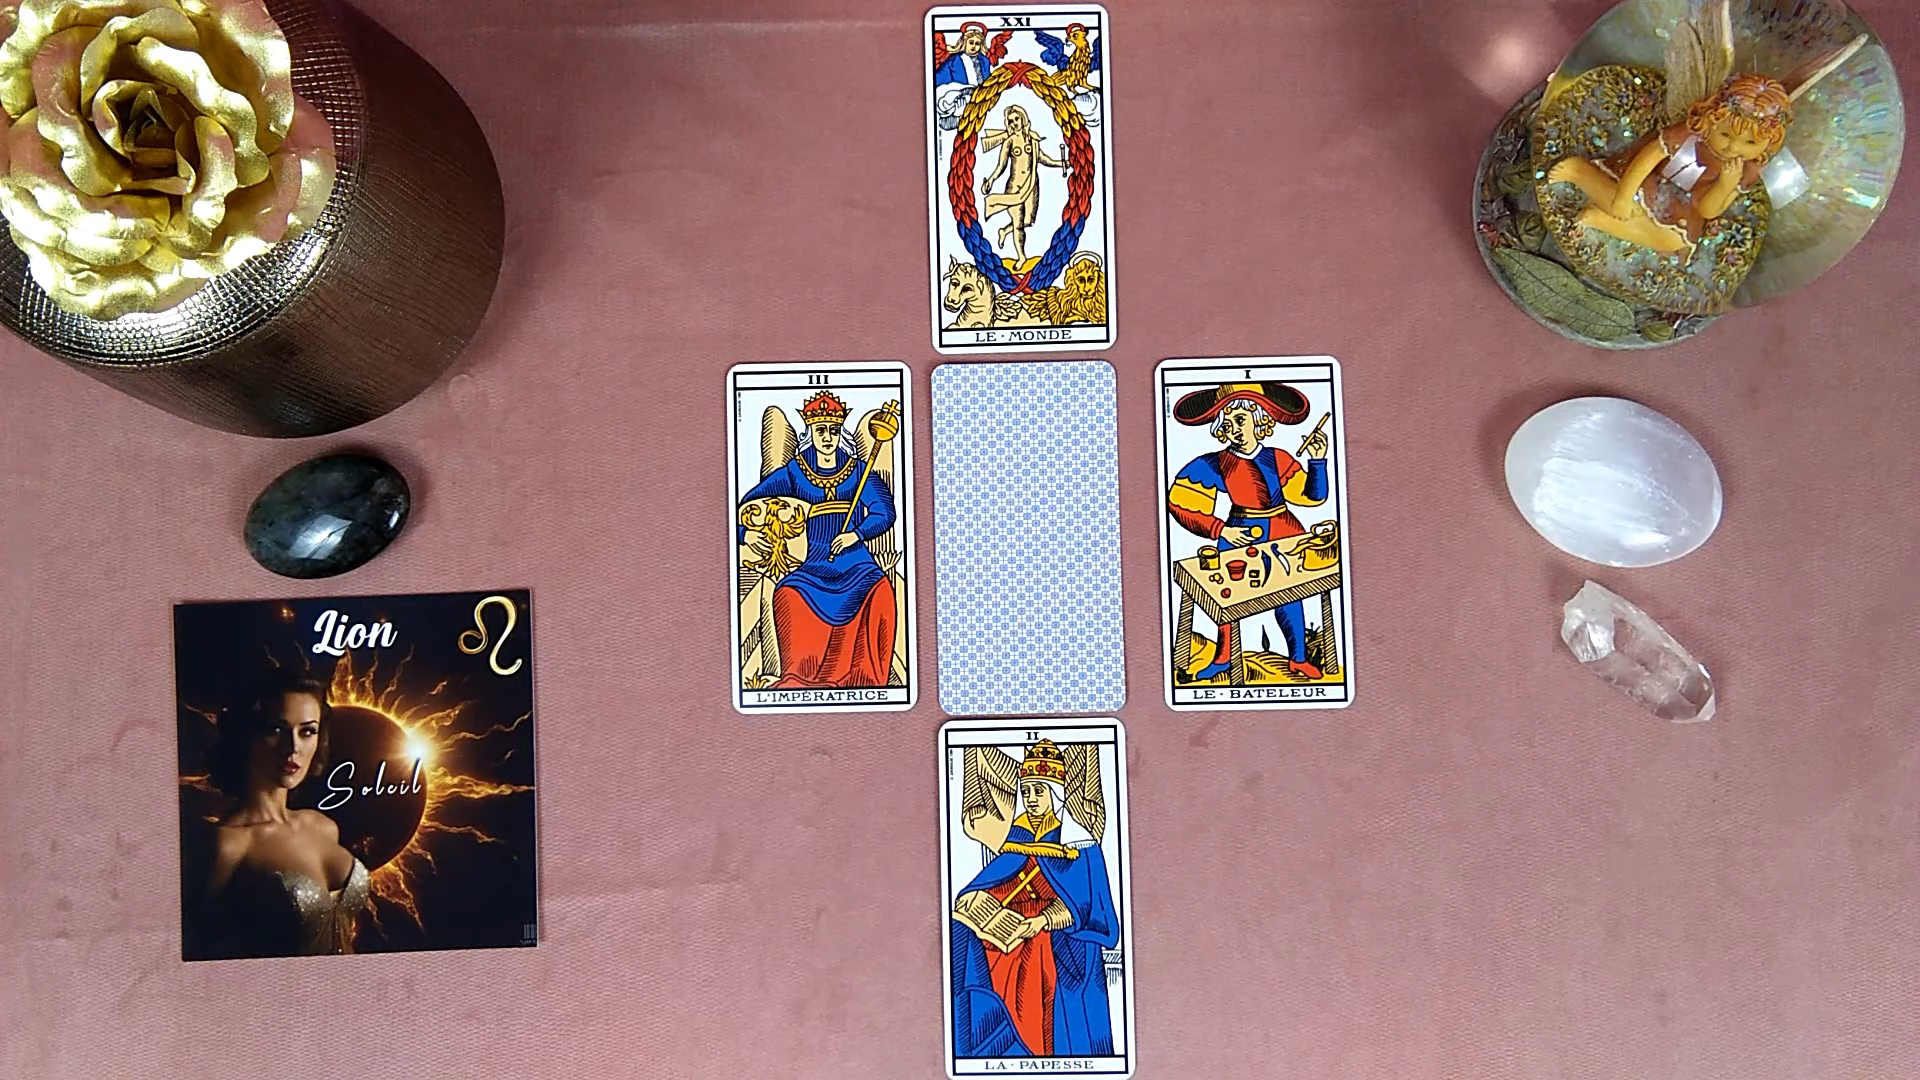 XXI
LE·MONDE
III
L'IMPÉRATRICE
I
LE·BATELEUR
Lion
Soleil
II
LA·PAPESSE